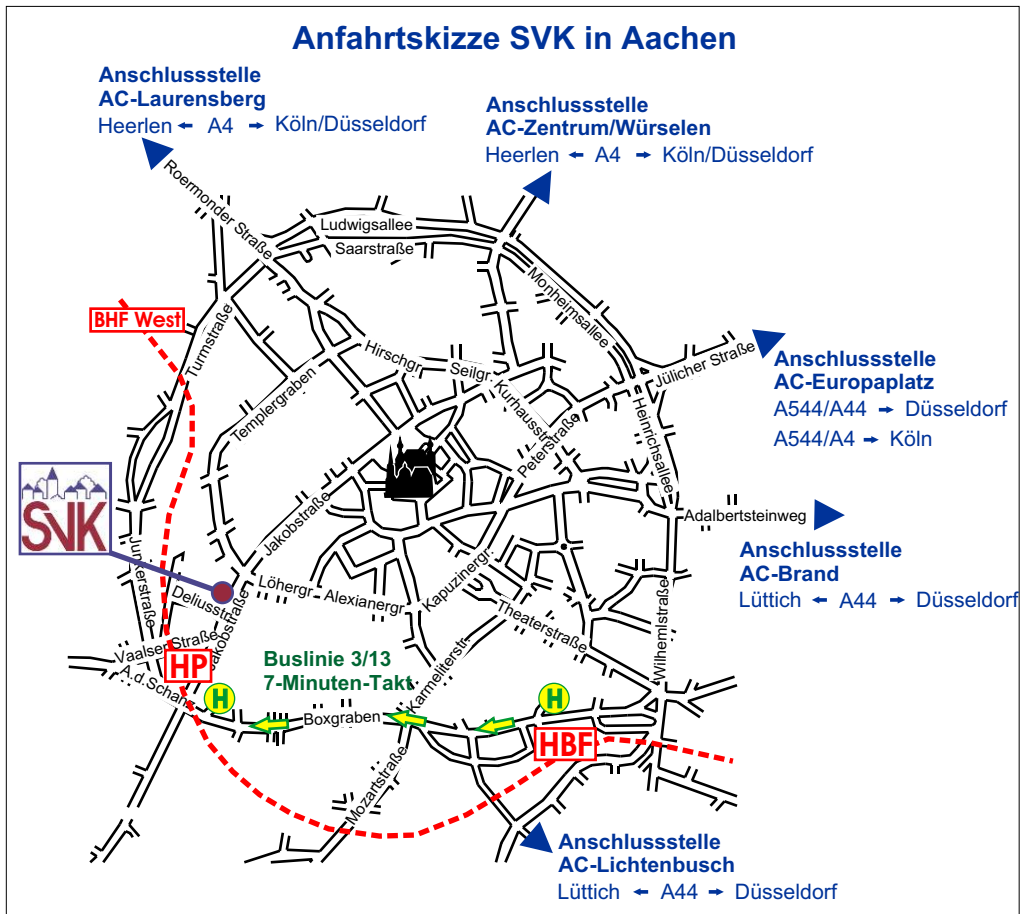 Anfahrtskizze SVK in Aachen
Anschlussstelle
AC-Laurensberg
Heerlen ← A4 → Köln/Düsseldorf
Anschlussstelle
AC-Zentrum/Würselen
Heerlen ← A4 → Köln/Düsseldorf
Roermonder Straße
Ludwigsallee
Saarstraße
Monheimsallee
BHF West
Turmstraße
Hirschgr.
Seilgr.
Kurhausstr.
Jülicher Straße
Anschlussstelle
AC-Europaplatz
A544/A44 → Düsseldorf
A544/A4 → Köln
Templergraben
Peterstraße
Heinrichsallee
SVK
Jakobstraße
Adalbertsteinweg
Anschlussstelle
AC-Brand
Lüttich ← A44 → Düsseldorf
Junkerstraße
Deliusstr.
Löhergr.
Alexianergr.
Kapuzinergr.
Theaterstraße
Wilhemlstraße
Vaalser Straße
Jakobstraße
HP
A.d.Schanz
Buslinie 3/13
7-Minuten-Takt
Karmeliterstr.
H
H
Boxgraben
HBF
Mozartstraße
Anschlussstelle
AC-Lichtenbusch
Lüttich ← A44 → Düsseldorf